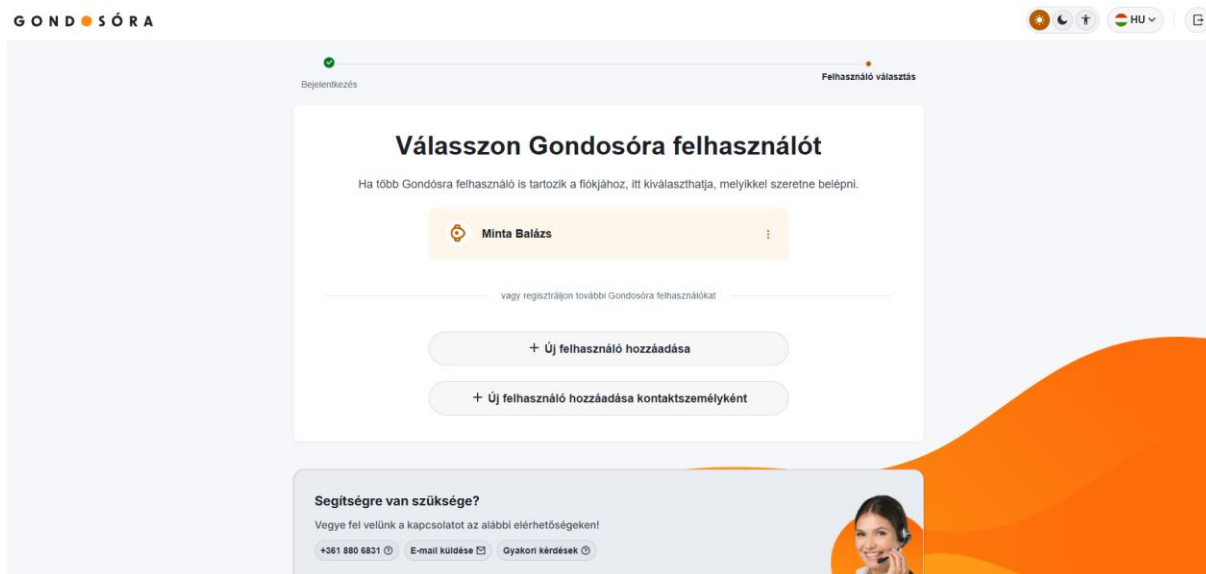 GONDOSÓRA
HU
Bejelentkezés
Felhasználó választás
Válasszon Gondosóra felhasználót
Ha több Gondósra felhasználó is tartozik a fiókjához, itt kiválaszthatja, melyikkel szeretne belépni.
Minta Balázs
vagy regisztráljon további Gondosóra felhasználókat
+ Új felhasználó hozzáadása
+ Új felhasználó hozzáadása kontaktszemélyként
Segítségre van szüksége?
Vegye fel velünk a kapcsolatot az alábbi elérhetőségeken!
+361 880 6831
E-mail küldése
Gyakori kérdések